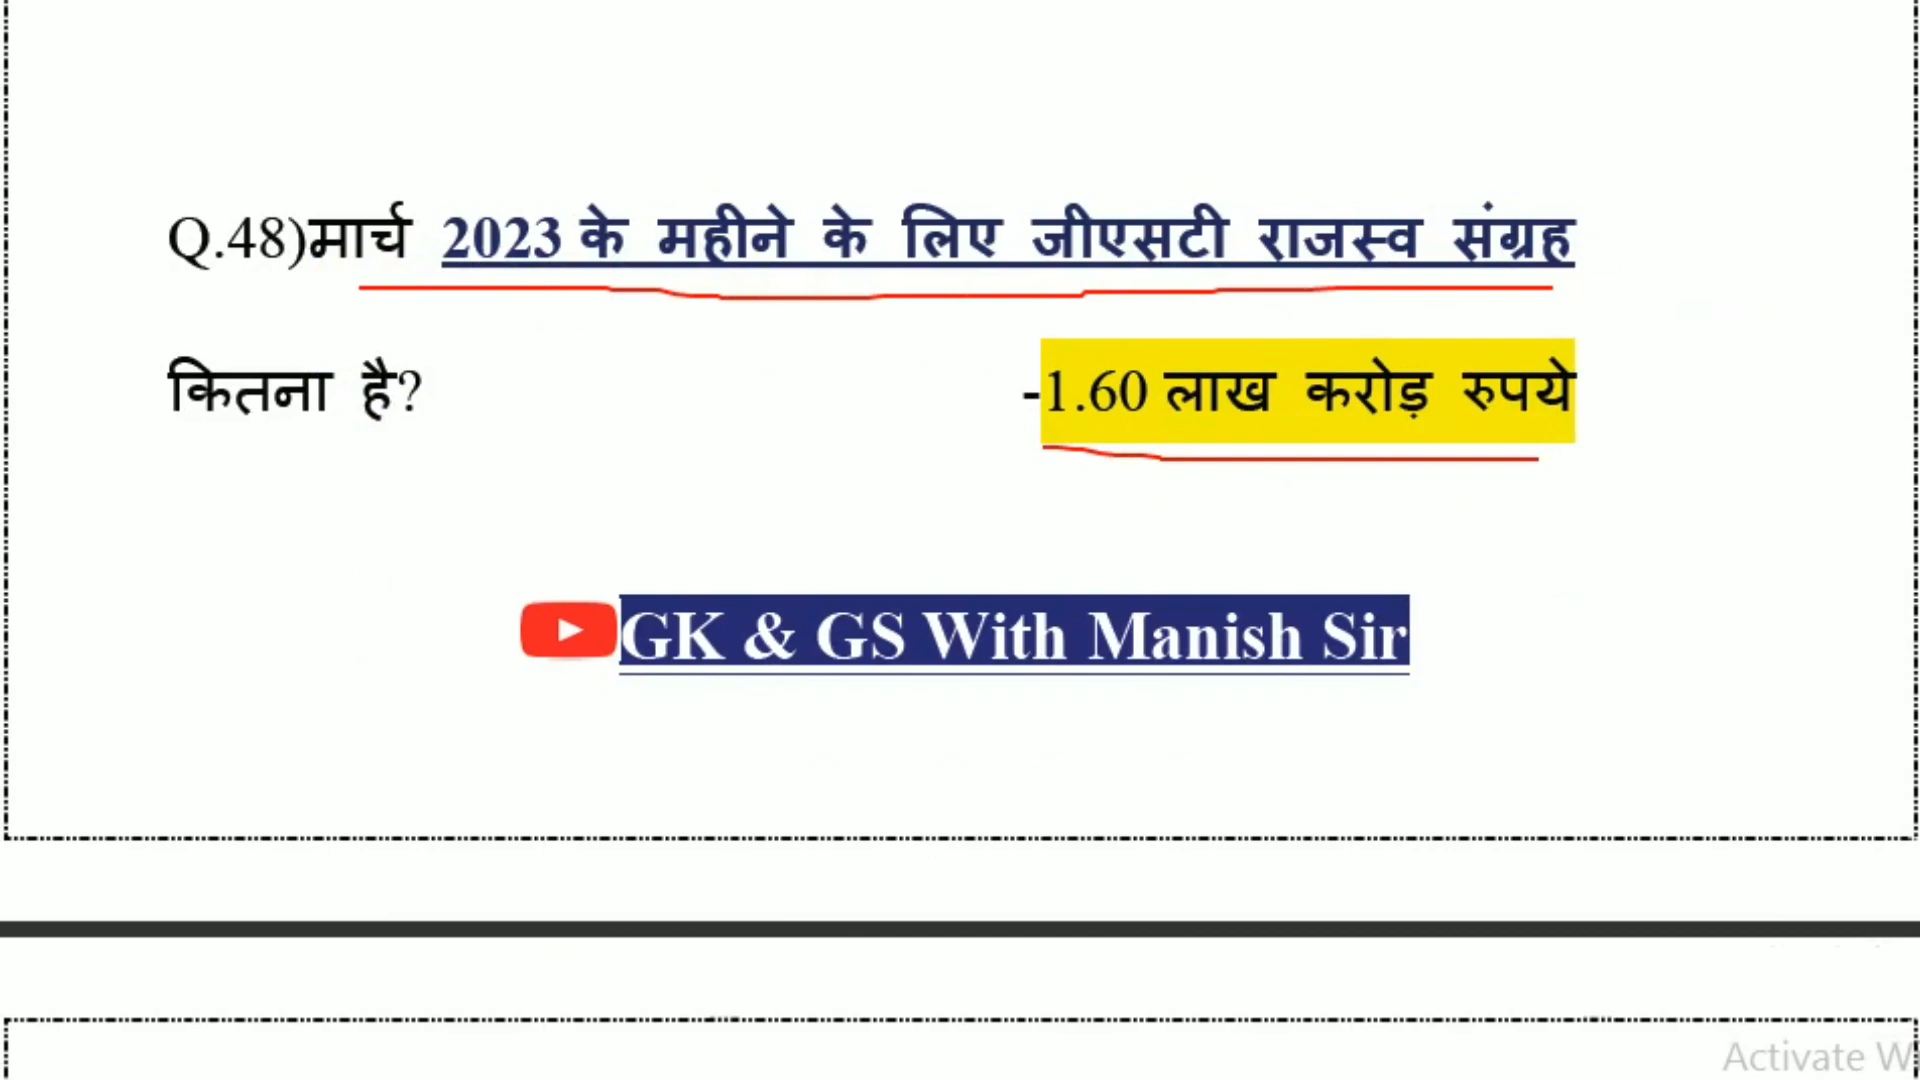 Q.48)मार्च 2023 के महीने के लिए जीएसटी राजस्व संग्रह
कितना है? -1.60 लाख करोड़ रुपये
GK & GS With Manish Sir
Activate W